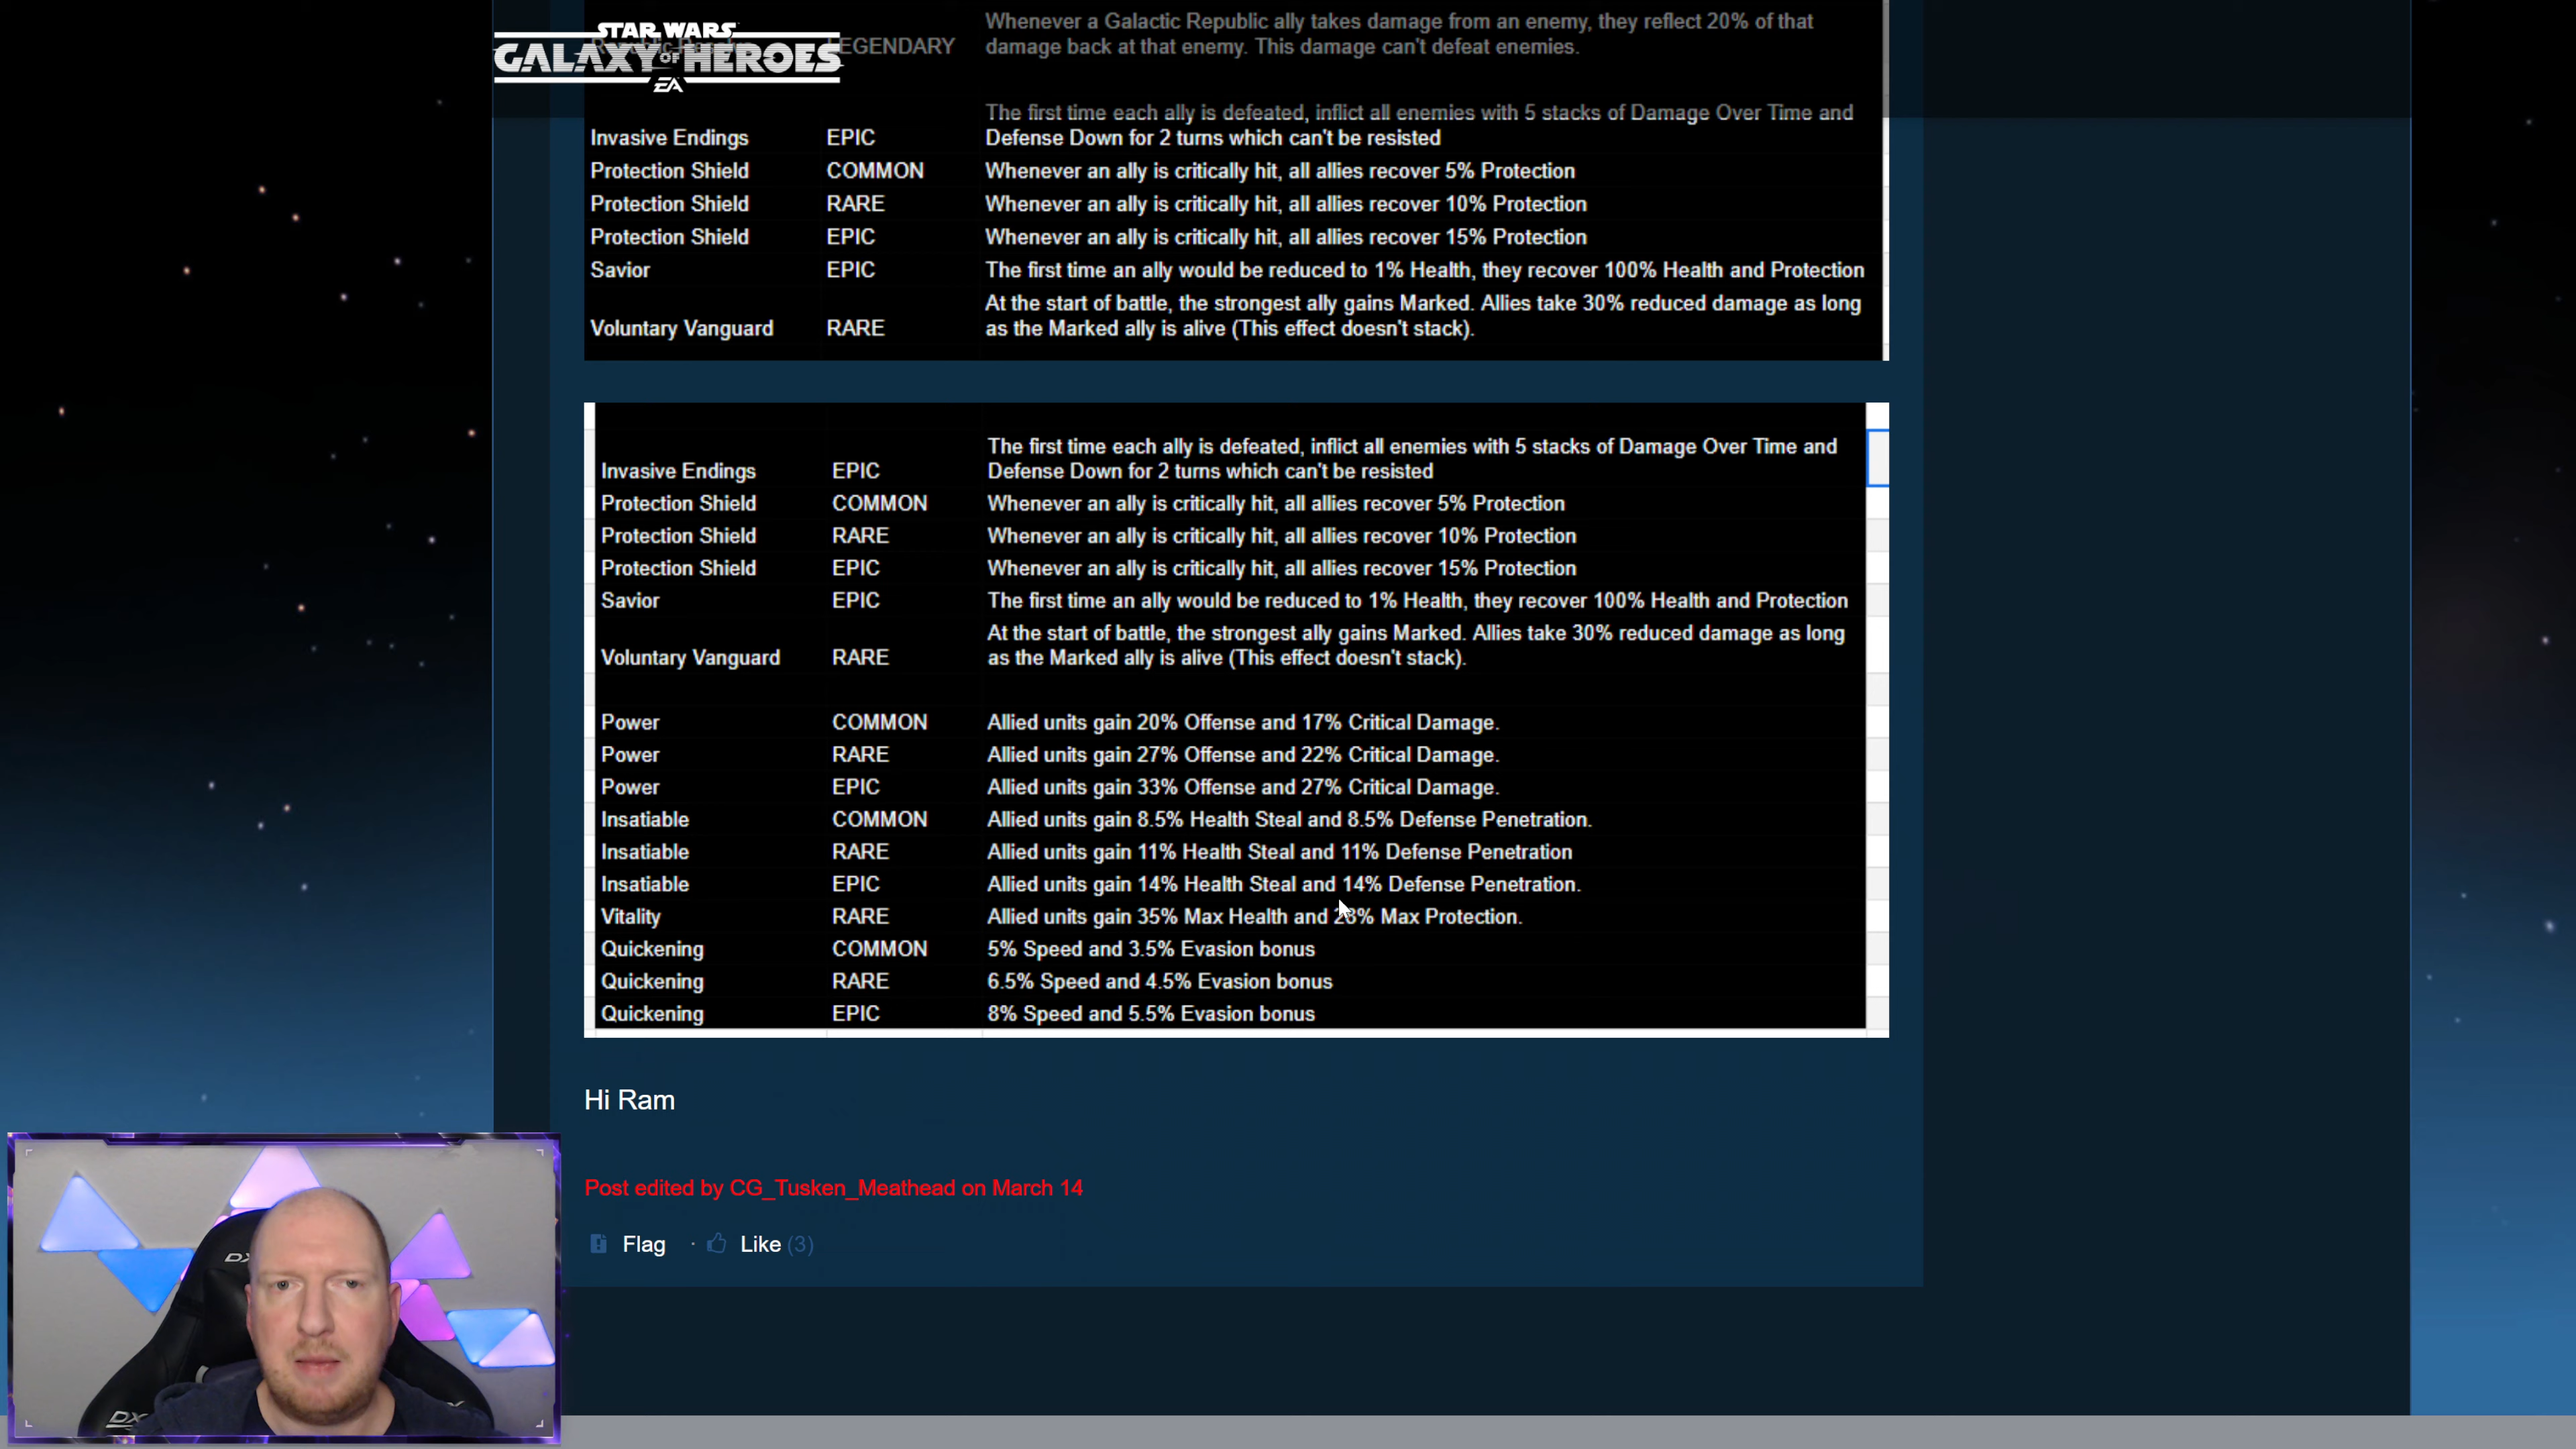 STAR WARS
GALAXY OF HEROES
EA
LEGENDARY
Whenever a Galactic Republic ally takes damage from an enemy, they reflect 20% of that
damage back at that enemy. This damage can't defeat enemies.
The first time each ally is defeated, inflict all enemies with 5 stacks of Damage Over Time and
Invasive Endings EPIC Defense Down for 2 turns which can't be resisted
Protection Shield COMMON Whenever an ally is critically hit, all allies recover 5% Protection
Protection Shield RARE Whenever an ally is critically hit, all allies recover 10% Protection
Protection Shield EPIC Whenever an ally is critically hit, all allies recover 15% Protection
Savior EPIC The first time an ally would be reduced to 1% Health, they recover 100% Health and Protection
At the start of battle, the strongest ally gains Marked. Allies take 30% reduced damage as long
Voluntary Vanguard RARE as the Marked ally is alive (This effect doesn't stack).
The first time each ally is defeated, inflict all enemies with 5 stacks of Damage Over Time and
Invasive Endings EPIC Defense Down for 2 turns which can't be resisted
Protection Shield COMMON Whenever an ally is critically hit, all allies recover 5% Protection
Protection Shield RARE Whenever an ally is critically hit, all allies recover 10% Protection
Protection Shield EPIC Whenever an ally is critically hit, all allies recover 15% Protection
Savior EPIC The first time an ally would be reduced to 1% Health, they recover 100% Health and Protection
At the start of battle, the strongest ally gains Marked. Allies take 30% reduced damage as long
Voluntary Vanguard RARE as the Marked ally is alive (This effect doesn't stack).
Power COMMON Allied units gain 20% Offense and 17% Critical Damage.
Power RARE Allied units gain 27% Offense and 22% Critical Damage.
Power EPIC Allied units gain 33% Offense and 27% Critical Damage.
Insatiable COMMON Allied units gain 8.5% Health Steal and 8.5% Defense Penetration.
Insatiable RARE Allied units gain 11% Health Steal and 11% Defense Penetration
Insatiable EPIC Allied units gain 14% Health Steal and 14% Defense Penetration.
Vitality RARE Allied units gain 35% Max Health and 28% Max Protection.
Quickening COMMON 5% Speed and 3.5% Evasion bonus
Quickening RARE 6.5% Speed and 4.5% Evasion bonus
Quickening EPIC 8% Speed and 5.5% Evasion bonus
Hi Ram
Post edited by CG_Tusken_Meathead on March 14
Flag · Like (3)
DX
DX